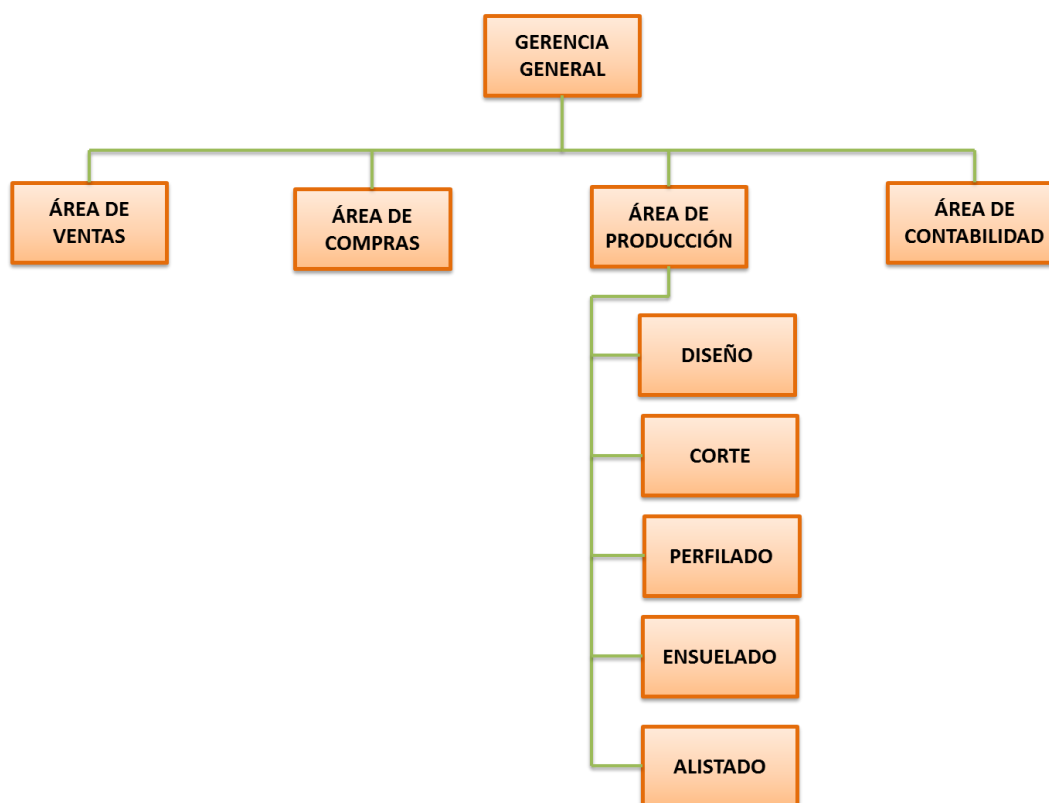 GERENCIA
GENERAL
ÁREA DE
VENTAS
ÁREA DE
COMPRAS
ÁREA DE
PRODUCCIÓN
ÁREA DE
CONTABILIDAD
DISEÑO
CORTE
PERFILADO
ENSUELADO
ALISTADO